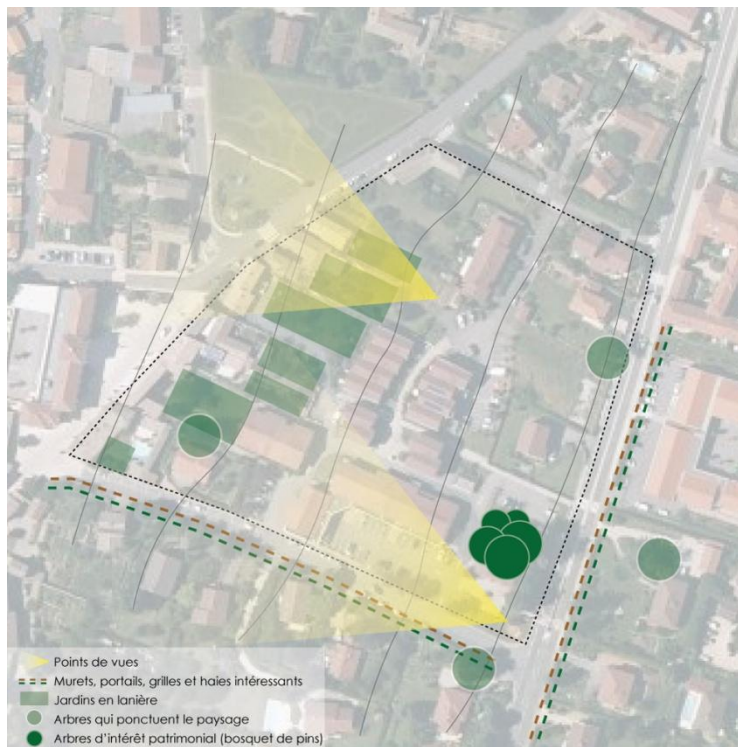 Points de vues
Murets, portails, grilles et haies intéressants
Jardins en lanière
Arbres qui ponctuent le paysage
Arbres d'intérêt patrimonial (bosquet de pins)